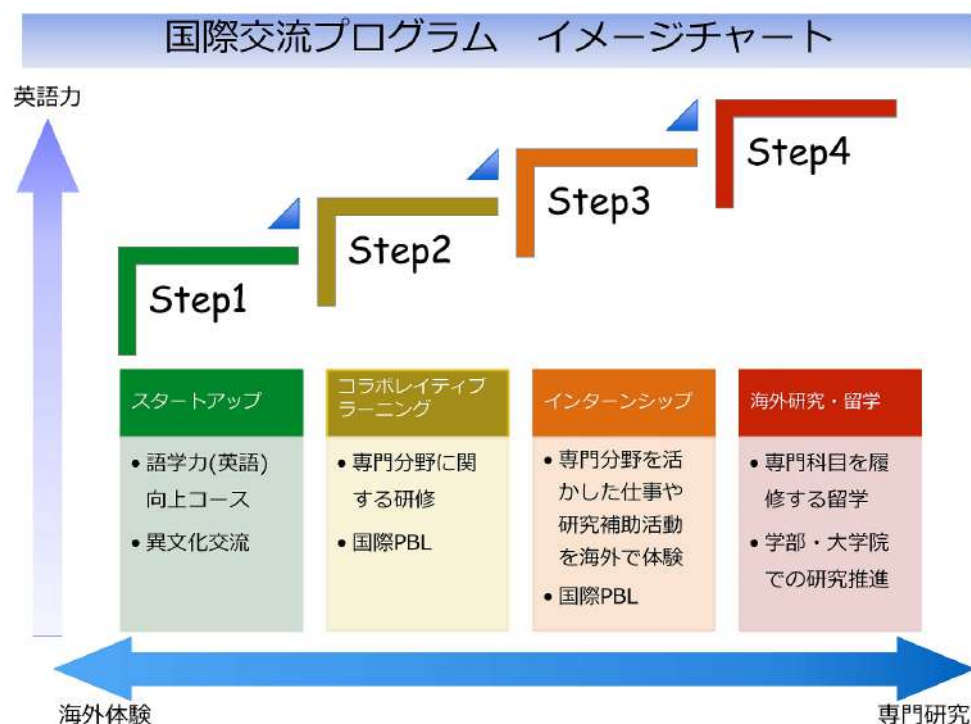 国際交流プログラム　イメージチャート
英語力
Step1
Step2
Step3
Step4
スタートアップ
• 語学力(英語)
向上コース
• 異文化交流
コラボレイティブ
ラーニング
• 専門分野に関
する研修
• 国際PBL
インターンシップ
• 専門分野を活
かした仕事や
研究補助活動
を海外で体験
• 国際PBL
海外研究・留学
• 専門科目を履
修する留学
• 学部・大学院
での研究推進
海外体験
専門研究